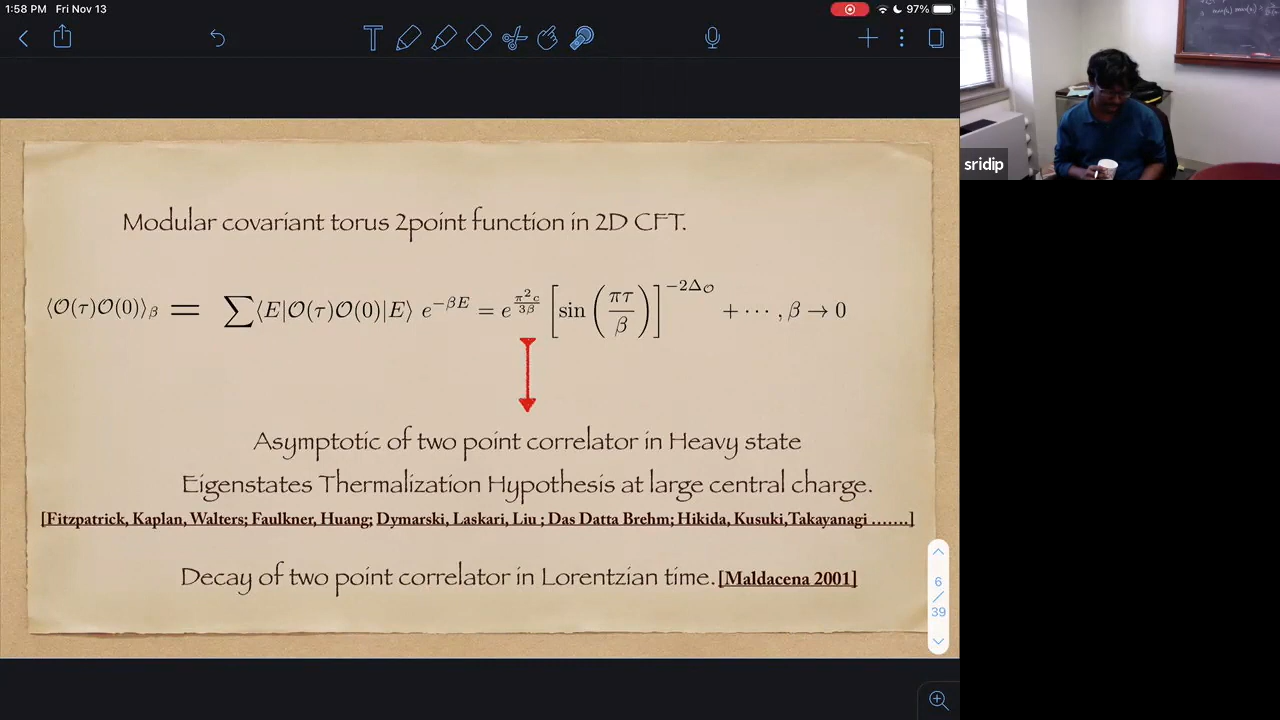 1:58 PM Fri Nov 13
97%
Modular covariant torus 2point function in 2D CFT.
⟨O(τ)O(0)⟩_β = ∑⟨E|O(τ)O(0)|E⟩ e^{-βE} = e^{\frac{π^2 c}{3β}} [sin(\frac{πτ}{β})]^{-2Δ_O} + ⋯ , β → 0
Asymptotic of two point correlator in Heavy state
Eigenstates Thermalization Hypothesis at large central charge.
[Fitzpatrick, Kaplan, Walters; Faulkner, Huang; Dymarski, Laskari, Liu ; Das Datta Brehm; Hikida, Kusuki,Takayanagi …….]
Decay of two point correlator in Lorentzian time.[Maldacena 2001]
6
/
39
sridip